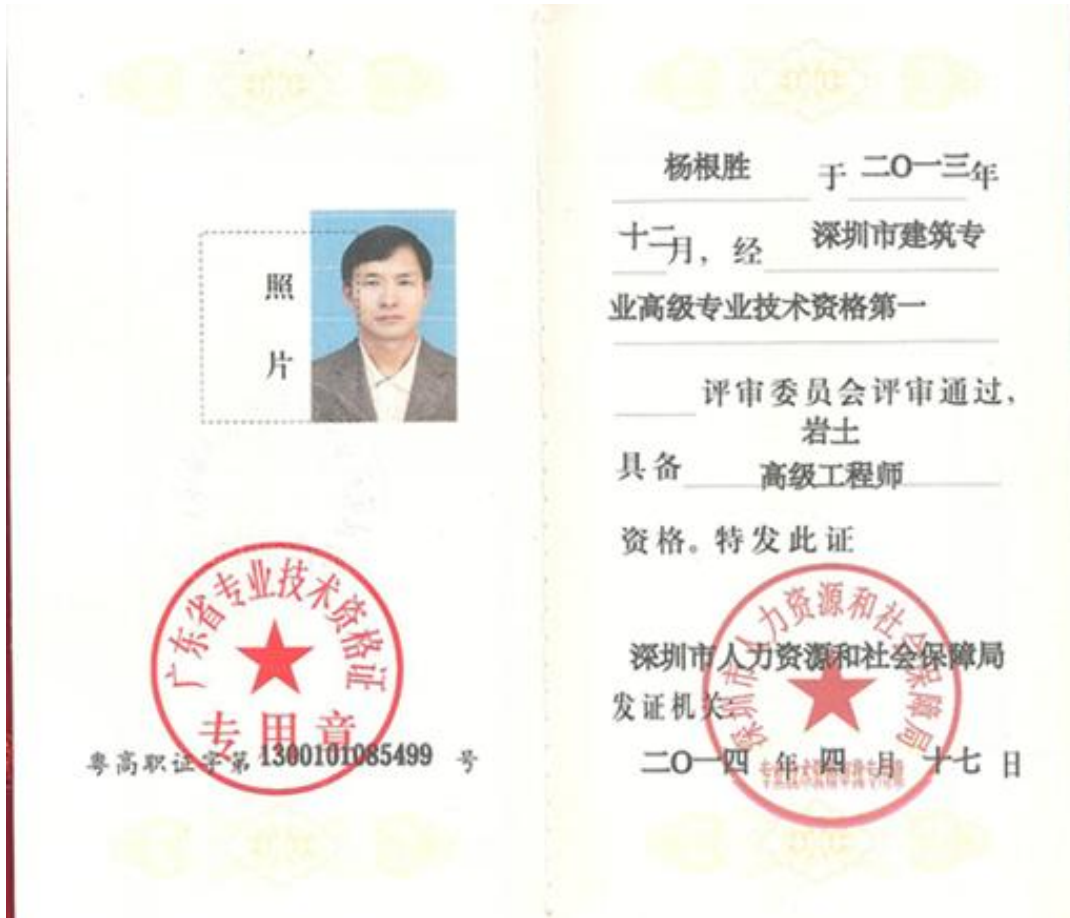 照
片
广东省专业技术资格证
专用章
粤高职证字第 1300101085499 号
杨根胜 于 二〇一三年
十二月，经 深圳市建筑专
业高级专业技术资格第一
评审委员会评审通过，
岩土
具备 高级工程师
资格。特发此证
深圳市人力资源和社会保障局
深圳市人力资源和社会保障局
发证机关
二〇一四 年 四 月 十七 日